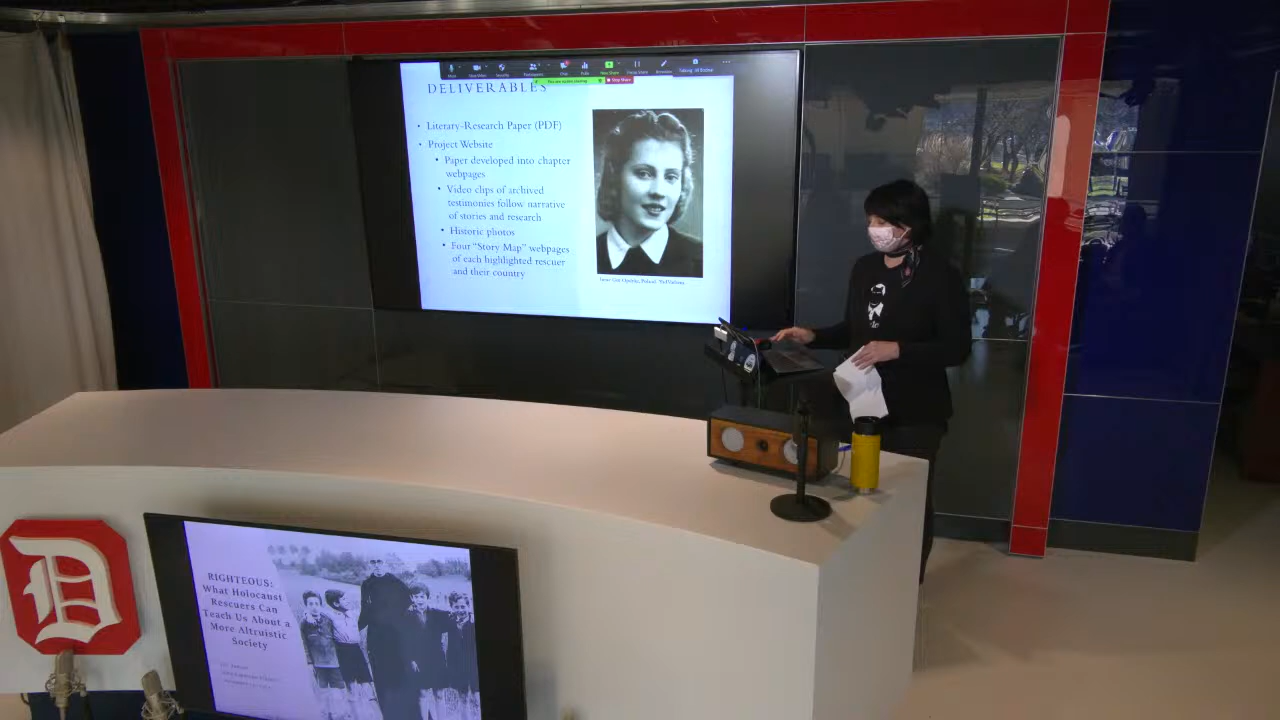 DELIVERABLES
• Literary-Research Paper (PDF)
• Project Website
• Paper developed into chapter
webpages
• Video clips of archived
testimonies follow narrative
of stories and research
• Historic photos
• Four "Story Map" webpages
of each highlighted rescuer
and their country
D
RIGHTEOUS:
What Holocaust
Rescuers Can
Teach Us About a
More Altruistic
Society